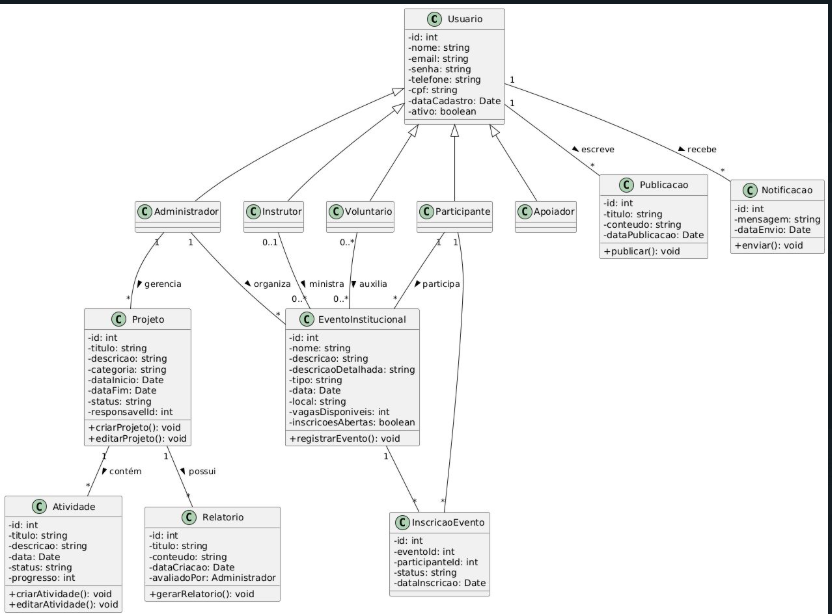 C Usuario
-id: int
-nome: string
-email: string
-senha: string
-telefone: string
-cpf: string
-dataCadastro: Date
-ativo: boolean
1
1
escreve
recebe
*
*
C Publicacao
-id: int
-titulo: string
-conteudo: string
-dataPublicacao: Date
+publicar(): void
C Notificacao
-id: int
-mensagem: string
-dataEnvio: Date
+enviar(): void
C Administrador
C Instrutor
C Voluntario
C Participante
C Apoiador
1
1
0..1
0..*
1
1
gerencia
organiza
ministra
auxilia
participa
*
*
0..*
0..*
*
C Projeto
-id: int
-titulo: string
-descricao: string
-categoria: string
-dataInicio: Date
-dataFim: Date
-status: string
-responsavelId: int
+criarProjeto(): void
+editarProjeto(): void
C EventoInstitucional
-id: int
-nome: string
-descricao: string
-descricaoDetalhada: string
-tipo: string
-data: Date
-local: string
-vagasDisponiveis: int
-inscricoesAbertas: boolean
+registrarEvento(): void
1
1
1
contém
possui
*
*
*
*
C Atividade
-id: int
-titulo: string
-descricao: string
-data: Date
-status: string
-progresso: int
+criarAtividade(): void
+editarAtividade(): void
C Relatorio
-id: int
-titulo: string
-conteudo: string
-dataCriacao: Date
-avaliadoPor: Administrador
+gerarRelatorio(): void
C InscricaoEvento
-id: int
-eventoId: int
-participanteId: int
-status: string
-dataInscricao: Date